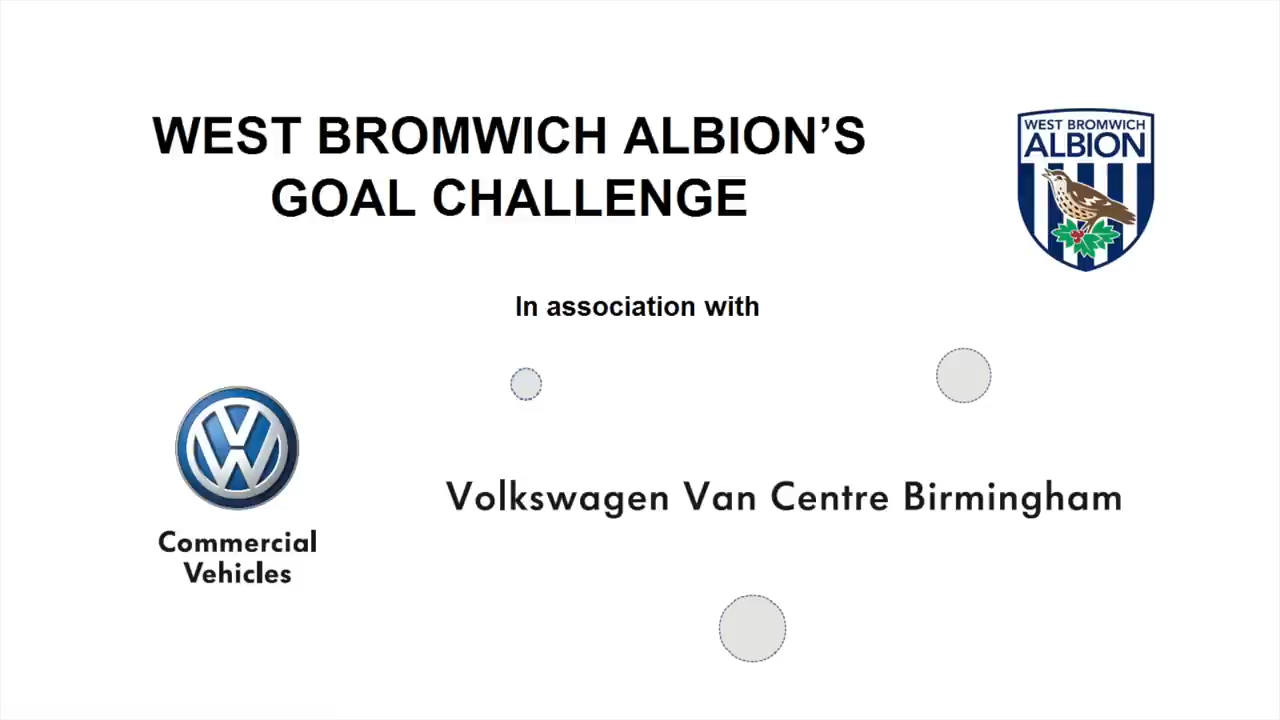 WEST BROMWICH ALBION’S
GOAL CHALLENGE
WEST BROMWICH
ALBION
In association with
Volkswagen Van Centre Birmingham
Commercial
Vehicles